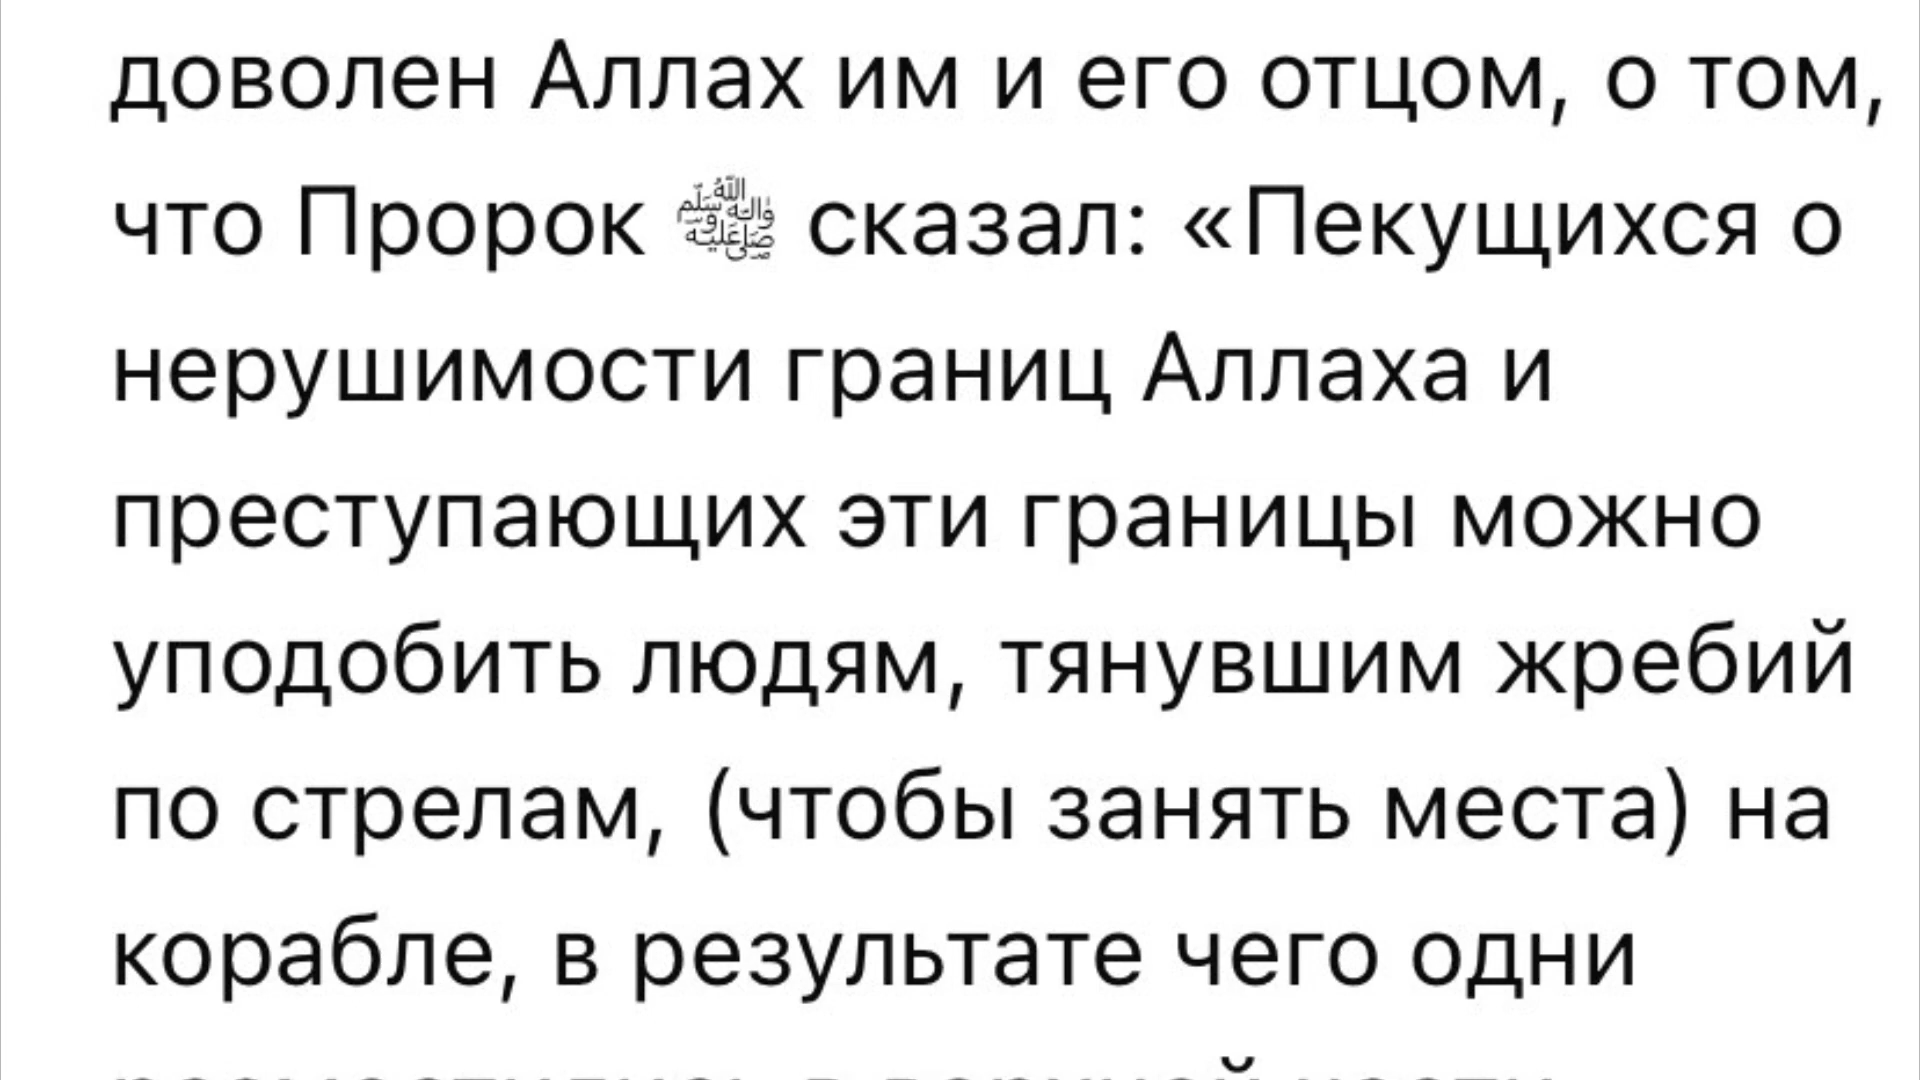 доволен Аллах им и его отцом, о том,
что Пророк ﷺ сказал: «Пекущихся о
нерушимости границ Аллаха и
преступающих эти границы можно
уподобить людям, тянувшим жребий
по стрелам, (чтобы занять места) на
корабле, в результате чего одни